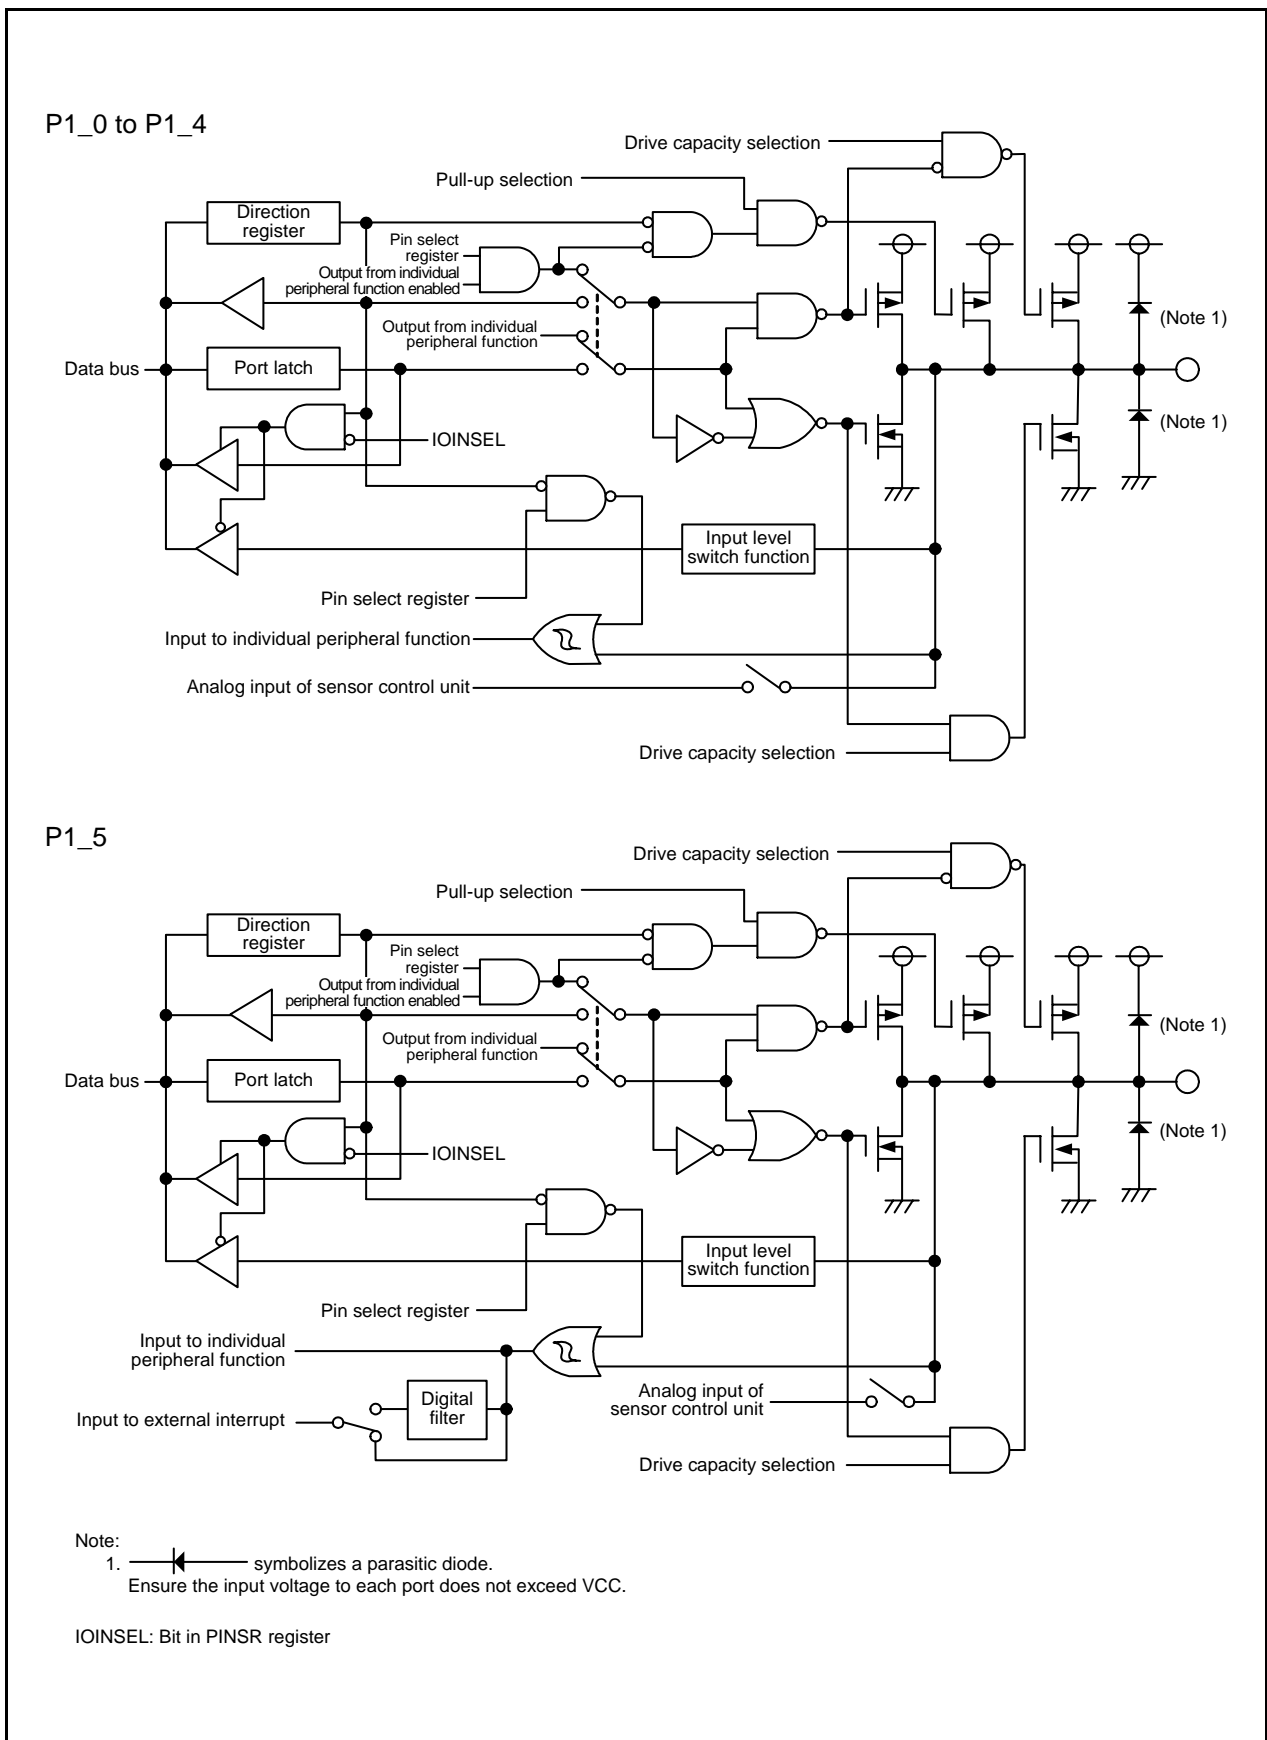 P1_0 to P1_4
Drive capacity selection
Pull-up selection
Direction
register
Pin select
register
Output from individual
peripheral function enabled
(Note 1)
Output from individual
peripheral function
Data bus
Port latch
(Note 1)
IOINSEL
Input level
switch function
Pin select register
Input to individual peripheral function
Analog input of sensor control unit
Drive capacity selection
P1_5
Drive capacity selection
Pull-up selection
Direction
register
Pin select
register
Output from individual
peripheral function enabled
(Note 1)
Output from individual
peripheral function
Data bus
Port latch
(Note 1)
IOINSEL
Input level
switch function
Pin select register
Input to individual
peripheral function
Digital
filter
Analog input of
sensor control unit
Input to external interrupt
Drive capacity selection
Note:
1. symbolizes a parasitic diode.
Ensure the input voltage to each port does not exceed VCC.
IOINSEL: Bit in PINSR register